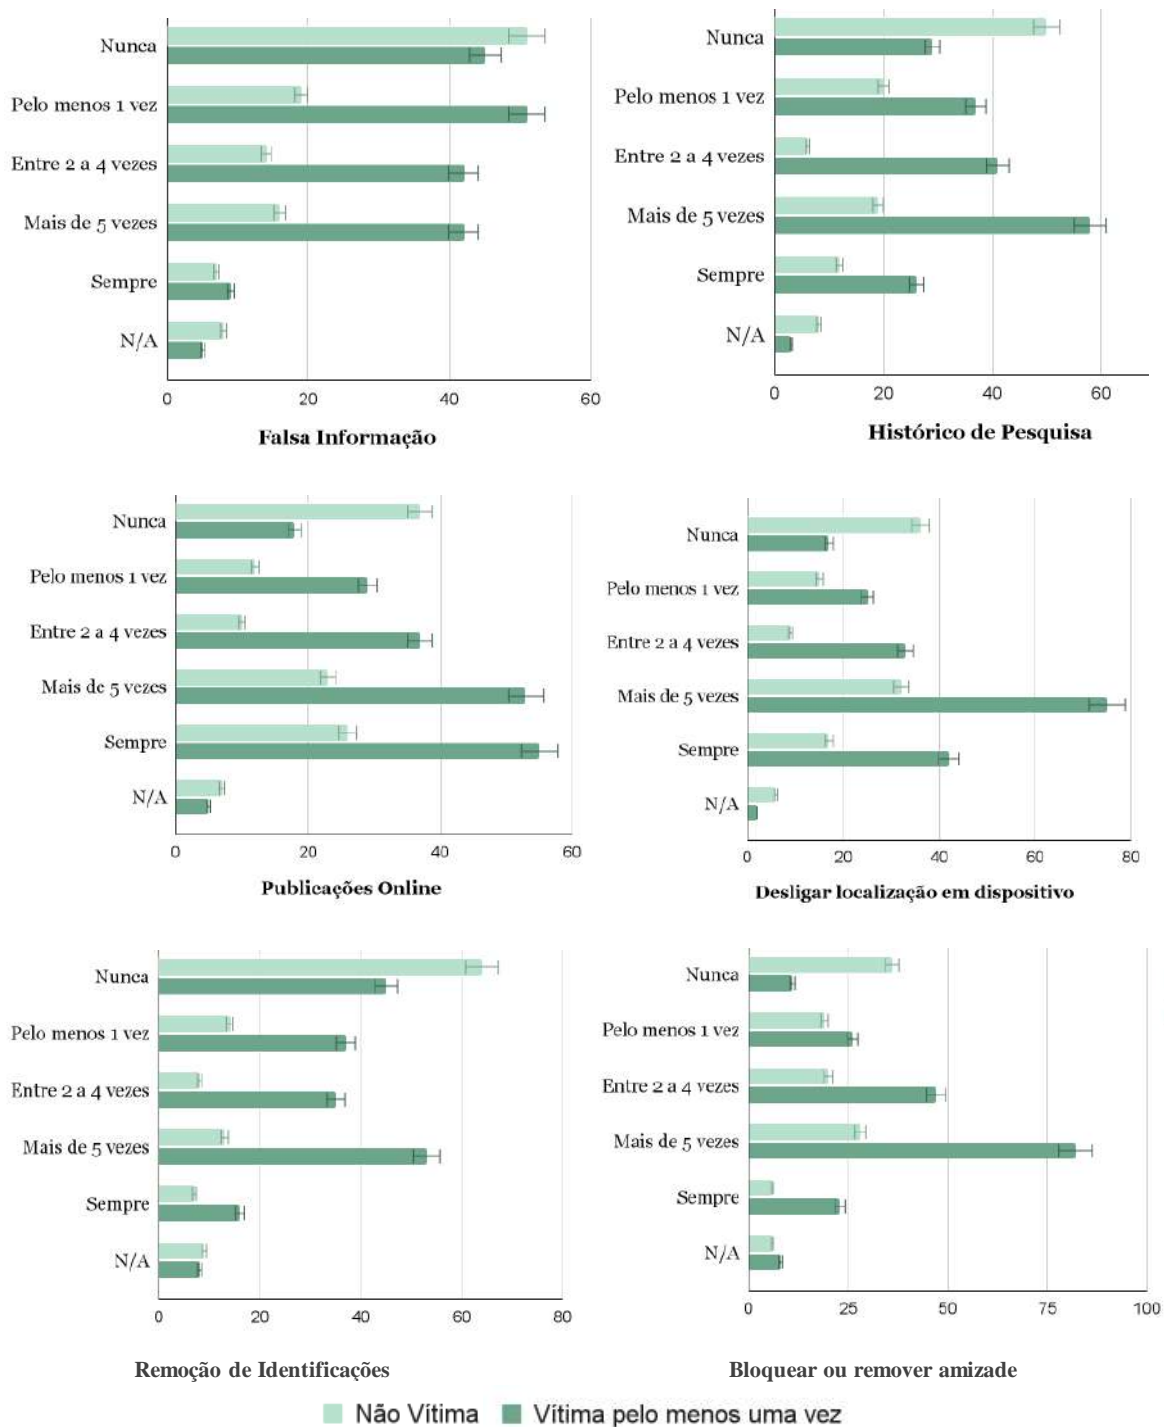 Nunca
Pelo menos 1 vez
Entre 2 a 4 vezes
Mais de 5 vezes
Sempre
N/A
0 20 40 60
Falsa Informação
Nunca
Pelo menos 1 vez
Entre 2 a 4 vezes
Mais de 5 vezes
Sempre
N/A
0 20 40 60
Histórico de Pesquisa
Nunca
Pelo menos 1 vez
Entre 2 a 4 vezes
Mais de 5 vezes
Sempre
N/A
0 20 40 60
Publicações Online
Nunca
Pelo menos 1 vez
Entre 2 a 4 vezes
Mais de 5 vezes
Sempre
N/A
0 20 40 60 80
Desligar localização em dispositivo
Nunca
Pelo menos 1 vez
Entre 2 a 4 vezes
Mais de 5 vezes
Sempre
N/A
0 20 40 60 80
Remoção de Identificações
Nunca
Pelo menos 1 vez
Entre 2 a 4 vezes
Mais de 5 vezes
Sempre
N/A
0 25 50 75 100
Bloquear ou remover amizade
Não Vítima Vítima pelo menos uma vez